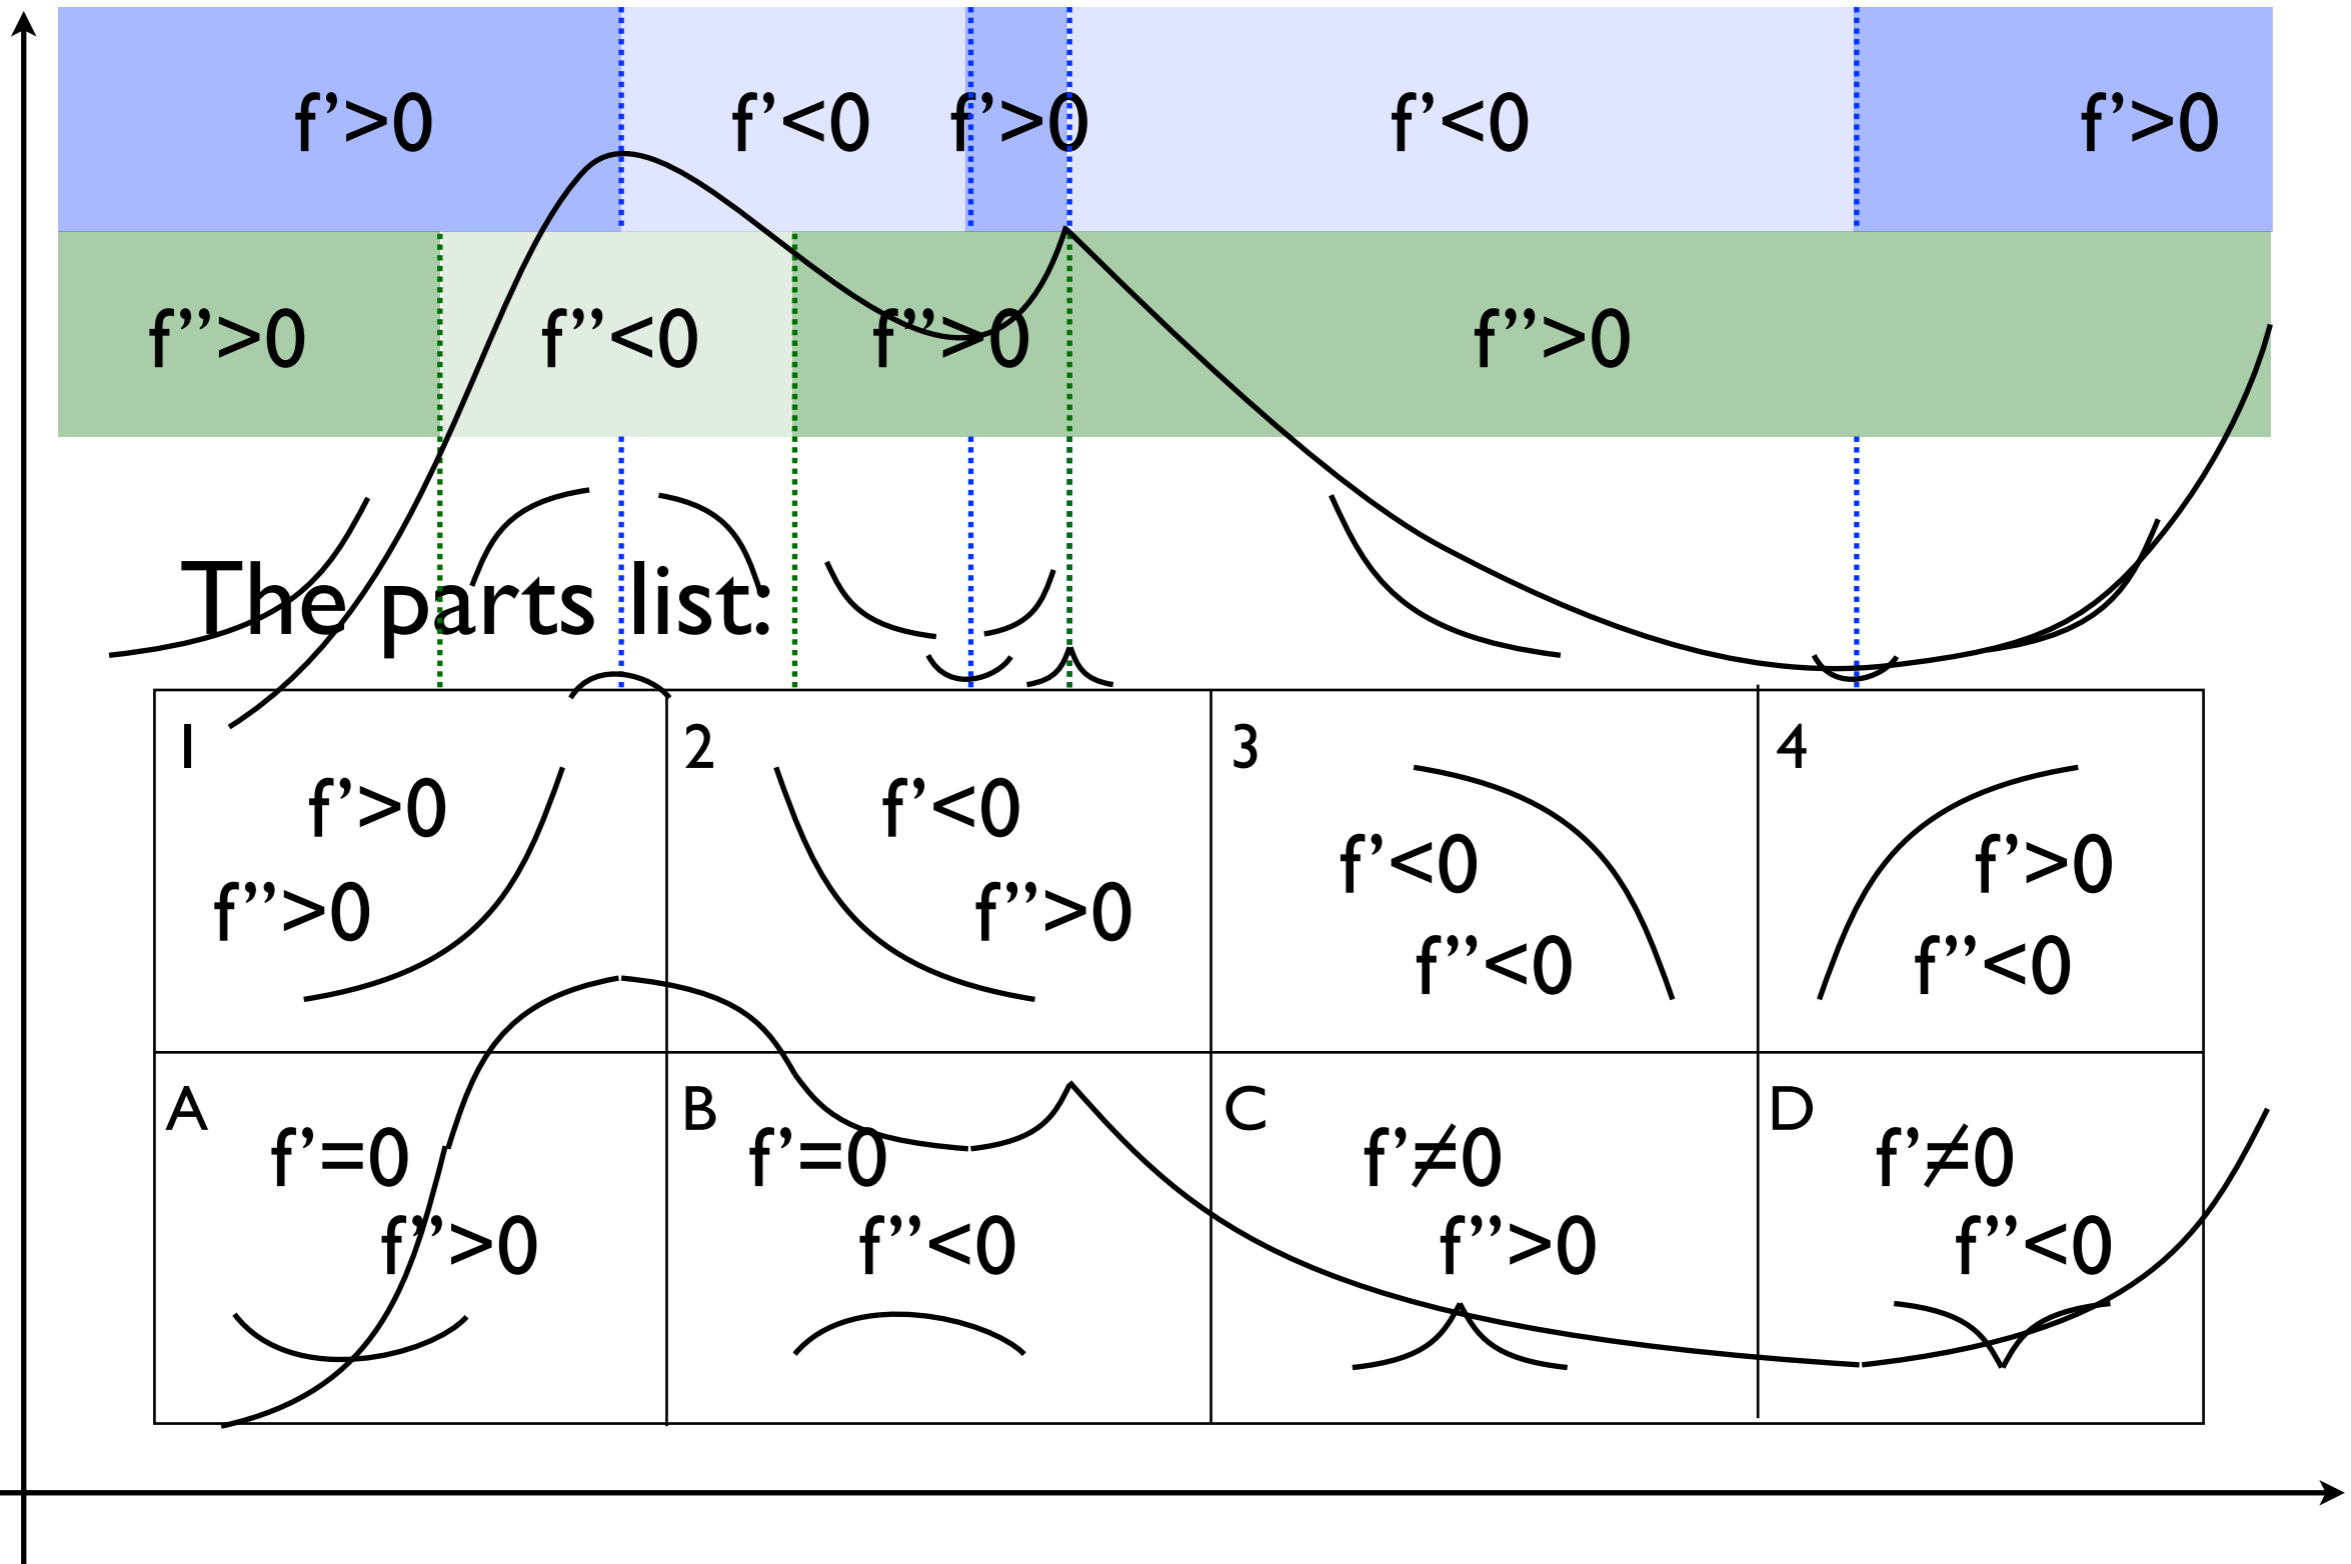 f’>0 f’<0 f’>0 f’<0 f’>0
f’’>0 f’’<0 f’’>0 f’’>0
The parts list:
1 2 3 4
f’>0 f’<0
f’<0 f’>0
f’’>0 f’’>0
f’’<0 f’’<0
A B C D
f’=0 f’=0 f’≠0 f’≠0
f’’>0 f’’<0 f’’>0 f’’<0